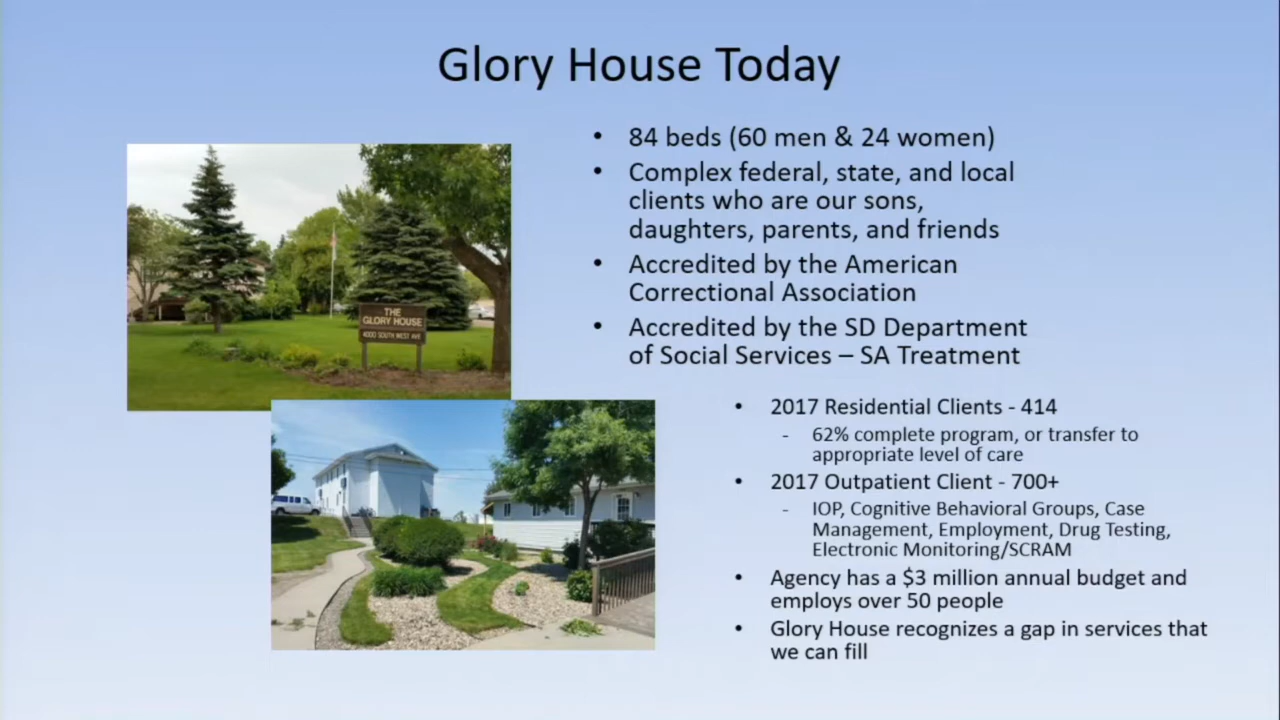 Glory House Today
• 84 beds (60 men & 24 women)
• Complex federal, state, and local
clients who are our sons,
daughters, parents, and friends
• Accredited by the American
Correctional Association
• Accredited by the SD Department
of Social Services – SA Treatment
THE
GLORY HOUSE
4000 SOUTH WEST AVE
• 2017 Residential Clients - 414
- 62% complete program, or transfer to
appropriate level of care
• 2017 Outpatient Client - 700+
- IOP, Cognitive Behavioral Groups, Case
Management, Employment, Drug Testing,
Electronic Monitoring/SCRAM
• Agency has a $3 million annual budget and
employs over 50 people
• Glory House recognizes a gap in services that
we can fill